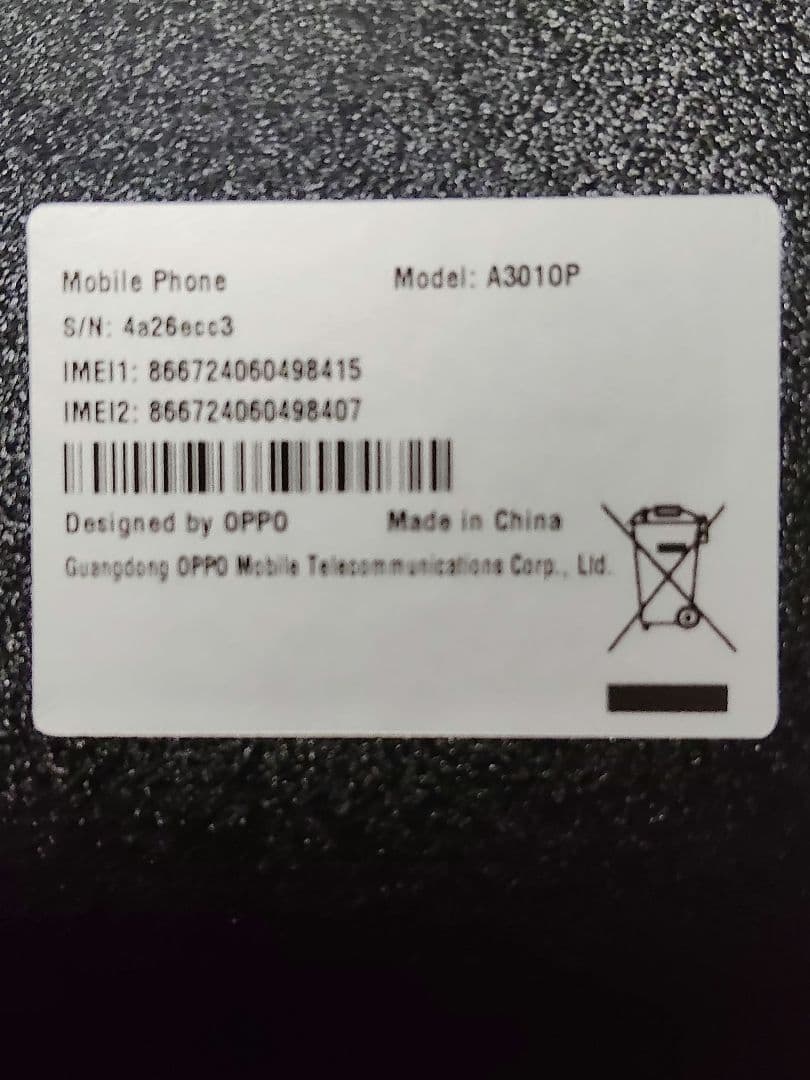 Mobile Phone Model: A3010P
S/N: 4a26ecc3
IMEI1: 866724060498415
IMEI2: 866724060498407
Designed by OPPO Made in China
Guangdong OPPO Mobile Telecommunications Corp., Ltd.